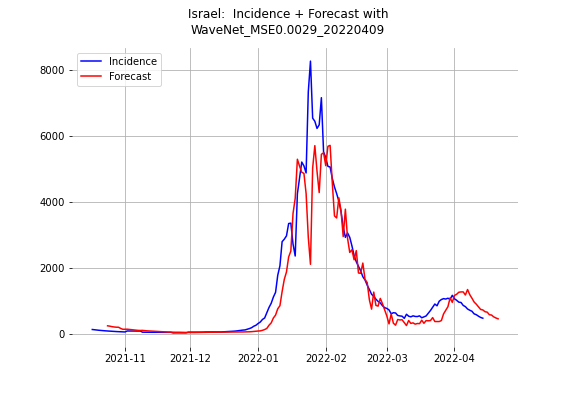 Israel:  Incidence + Forecast with
WaveNet_MSE0.0029_20220409
Incidence
Forecast
8000
6000
4000
2000
0
2021-11 2021-12 2022-01 2022-02 2022-03 2022-04